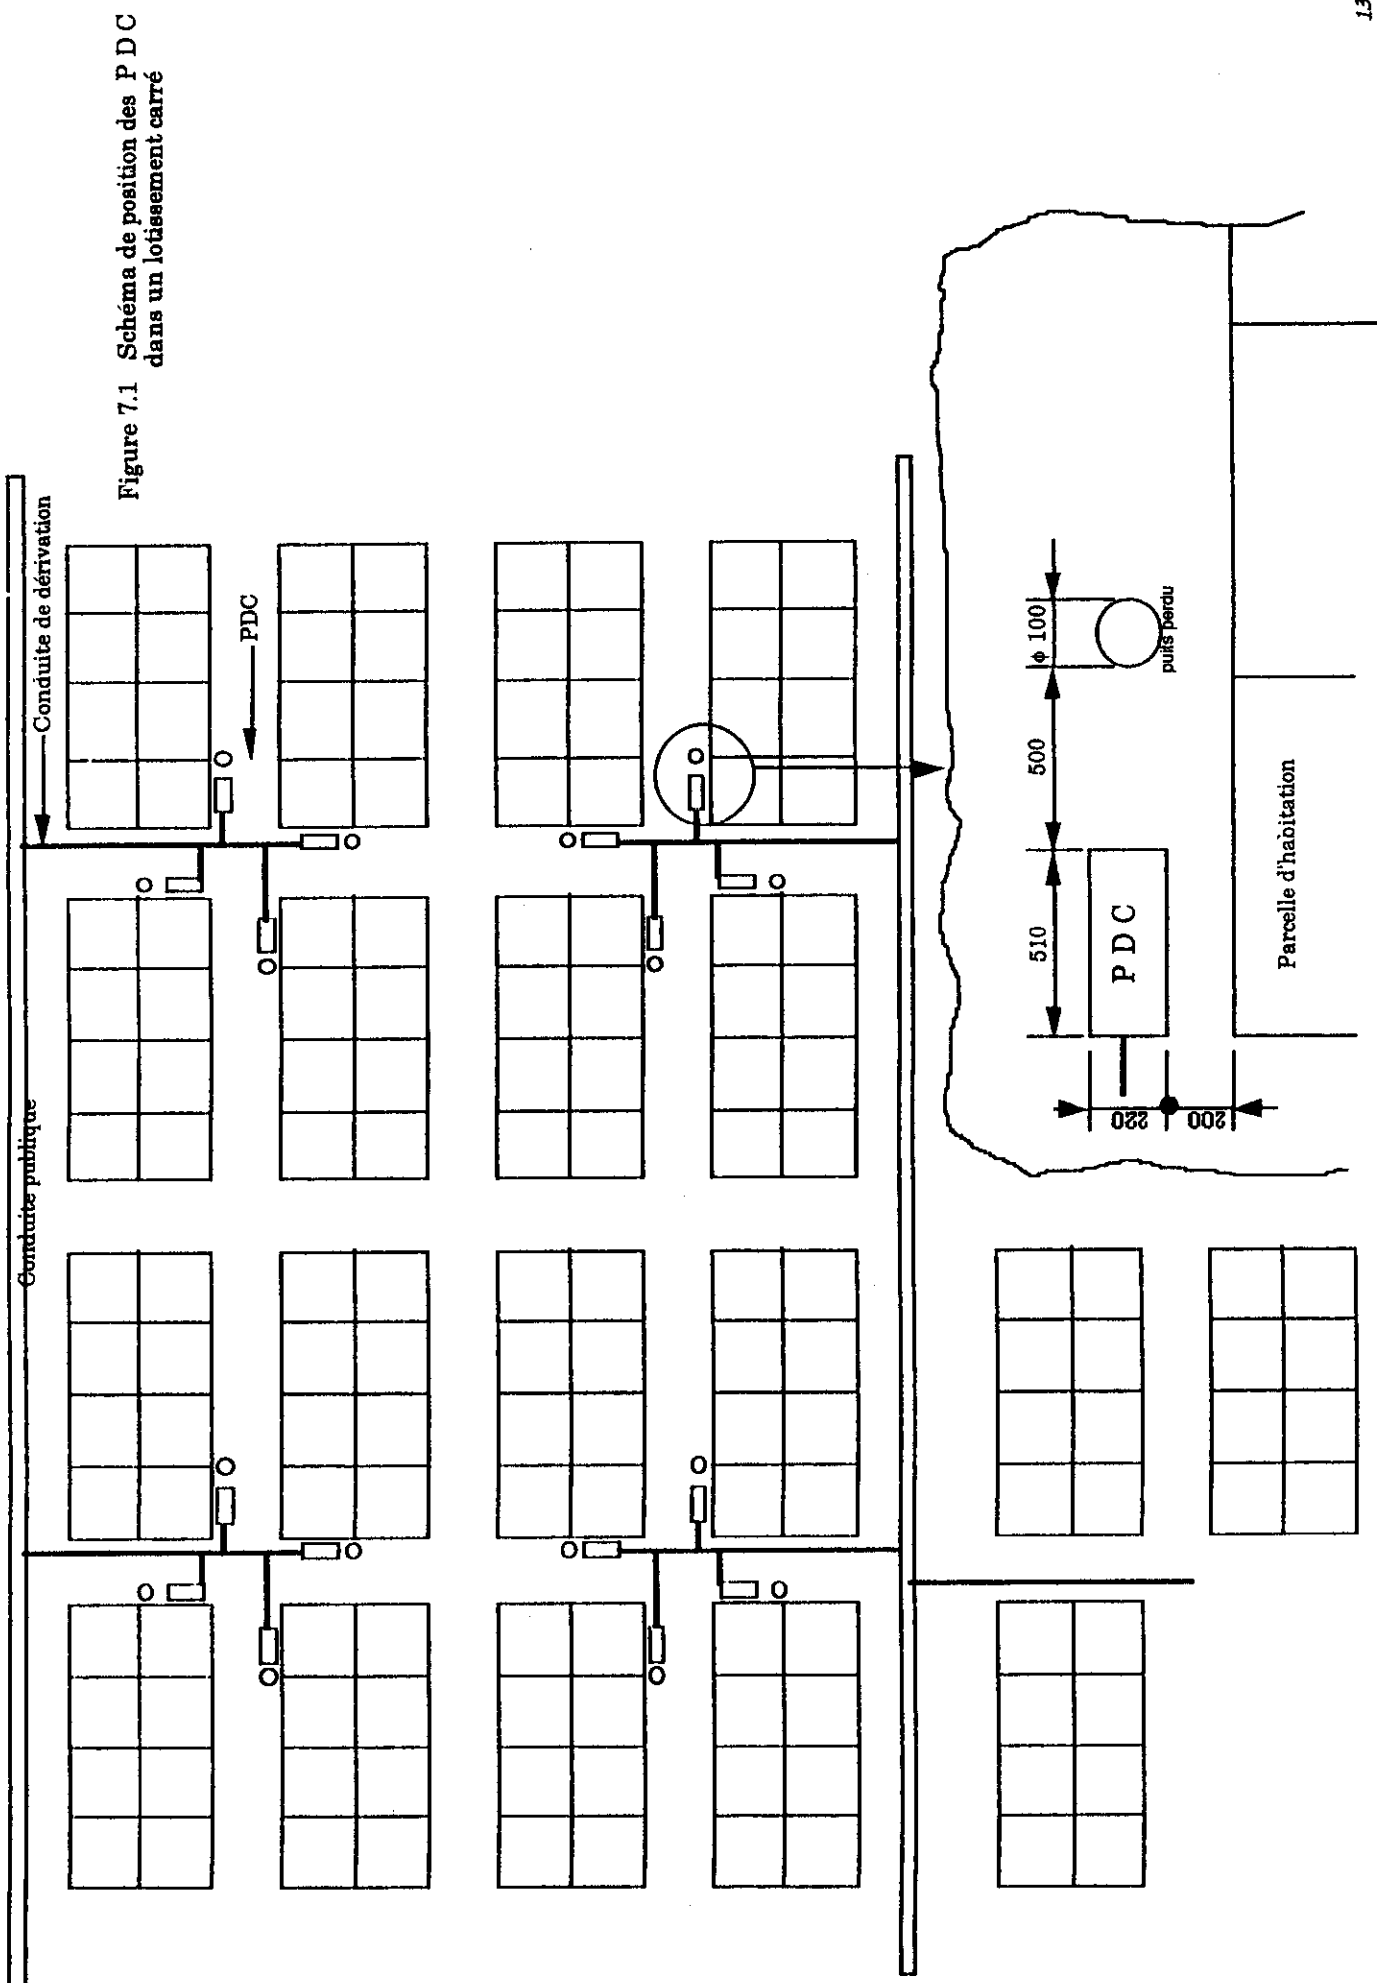 Figure 7.1 Schéma de position des P D C
dans un lotissement carré
Conduite de dérivation
Conduite publique
PDC
510
500
ϕ 100
puits perdu
P D C
220
200
Parcelle d'habitation